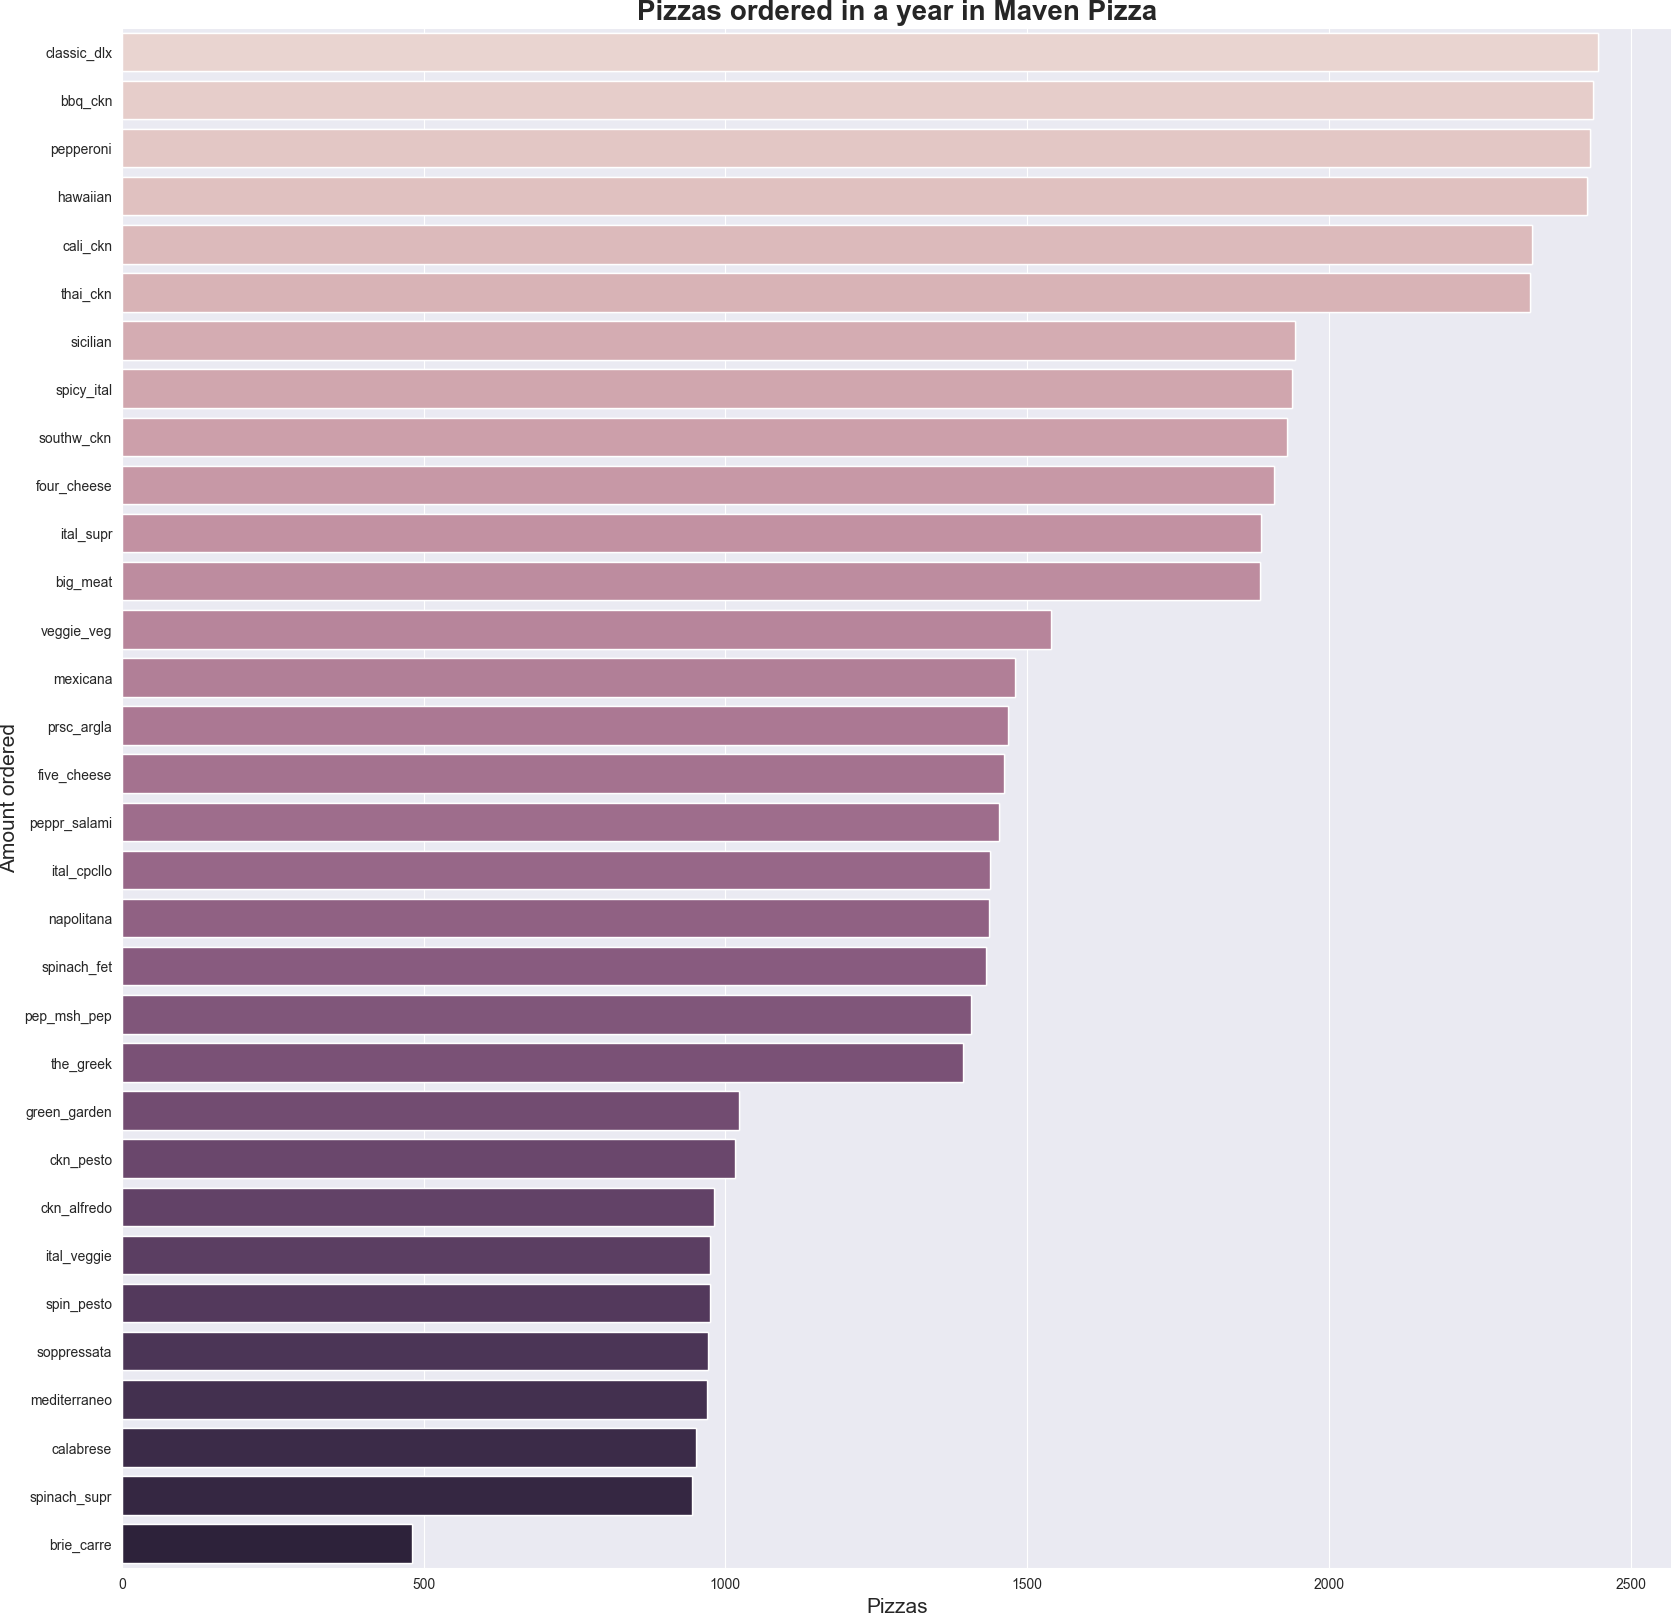 Pizzas ordered in a year in Maven Pizza
classic_dlx
bbq_ckn
pepperoni
hawaiian
cali_ckn
thai_ckn
sicilian
spicy_ital
southw_ckn
four_cheese
ital_supr
big_meat
veggie_veg
mexicana
prsc_argla
five_cheese
peppr_salami
ital_cpcllo
napolitana
spinach_fet
pep_msh_pep
the_greek
green_garden
ckn_pesto
ckn_alfredo
ital_veggie
spin_pesto
soppressata
mediterraneo
calabrese
spinach_supr
brie_carre
Amount ordered
0 500 1000 1500 2000 2500
Pizzas